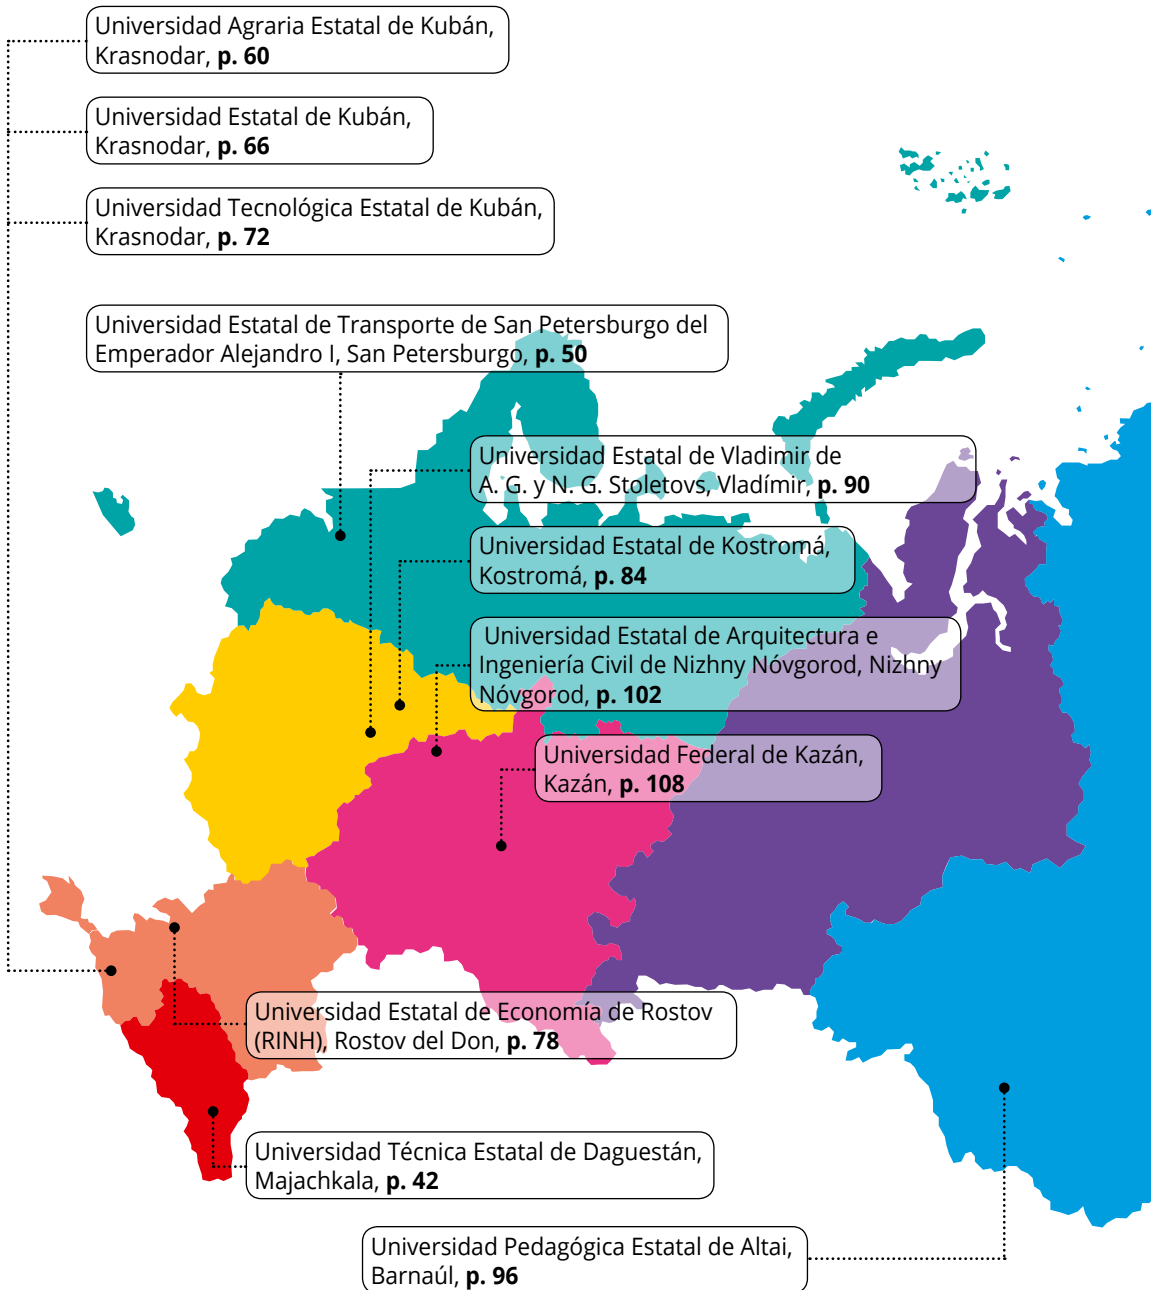 Universidad Agraria Estatal de Kubán,
Krasnodar, p. 60
Universidad Estatal de Kubán,
Krasnodar, p. 66
Universidad Tecnológica Estatal de Kubán,
Krasnodar, p. 72
Universidad Estatal de Transporte de San Petersburgo del
Emperador Alejandro I, San Petersburgo, p. 50
Universidad Estatal de Vladimir de
A. G. y N. G. Stoletovs, Vladímir, p. 90
Universidad Estatal de Kostromá,
Kostromá, p. 84
Universidad Estatal de Arquitectura e
Ingeniería Civil de Nizhny Nóvgorod, Nizhny
Nóvgorod, p. 102
Universidad Federal de Kazán,
Kazán, p. 108
Universidad Estatal de Economía de Rostov
(RINH), Rostov del Don, p. 78
Universidad Técnica Estatal de Daguestán,
Majachkala, p. 42
Universidad Pedagógica Estatal de Altai,
Barnaúl, p. 96